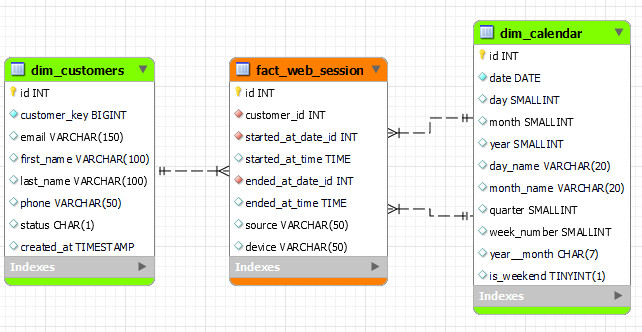 dim_customers
id INT
customer_key BIGINT
email VARCHAR(150)
first_name VARCHAR(100)
last_name VARCHAR(100)
phone VARCHAR(50)
status CHAR(1)
created_at TIMESTAMP
Indexes
fact_web_session
id INT
customer_id INT
started_at_date_id INT
started_at_time TIME
ended_at_date_id INT
ended_at_time TIME
source VARCHAR(50)
device VARCHAR(50)
Indexes
dim_calendar
id INT
date DATE
day SMALLINT
month SMALLINT
year SMALLINT
day_name VARCHAR(20)
month_name VARCHAR(20)
quarter SMALLINT
week_number SMALLINT
year__month CHAR(7)
is_weekend TINYINT(1)
Indexes